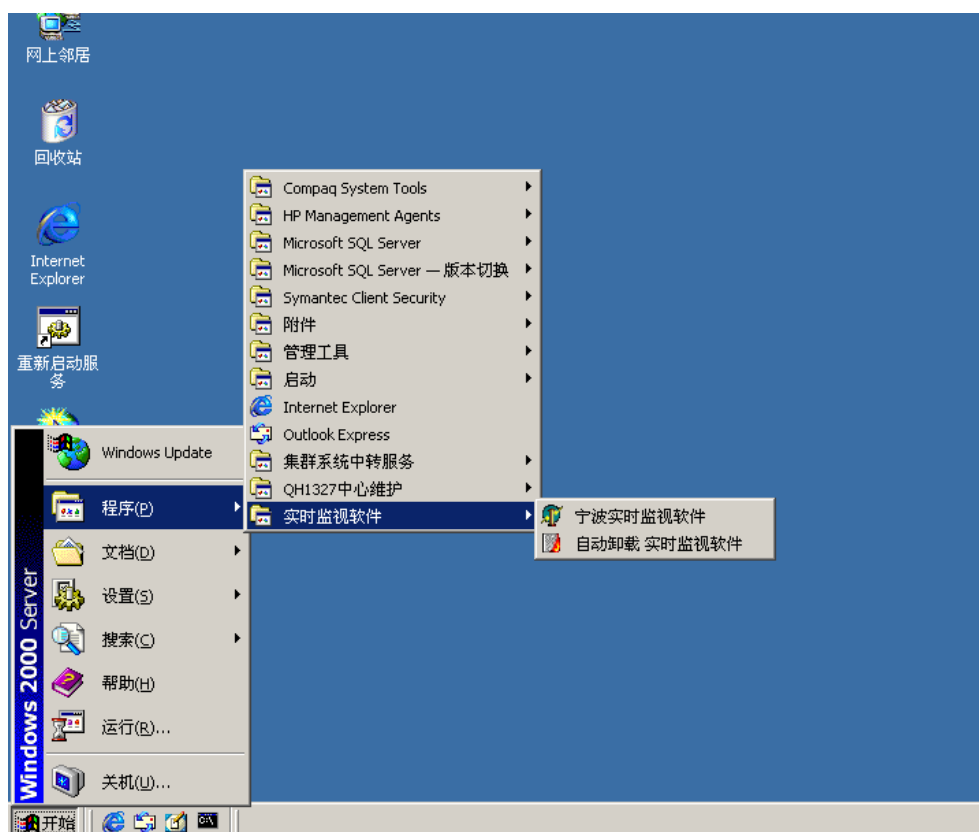 网上邻居
回收站
Internet
Explorer
重新启动服
务
Windows Update
程序(P)
文档(D)
设置(S)
搜索(C)
帮助(H)
运行(R)...
关机(U)...
Windows 2000 Server
开始
Compaq System Tools
HP Management Agents
Microsoft SQL Server
Microsoft SQL Server — 版本切换
Symantec Client Security
附件
管理工具
启动
Internet Explorer
Outlook Express
集群系统中转服务
QH1327中心维护
实时监视软件
宁波实时监视软件
自动卸载 实时监视软件